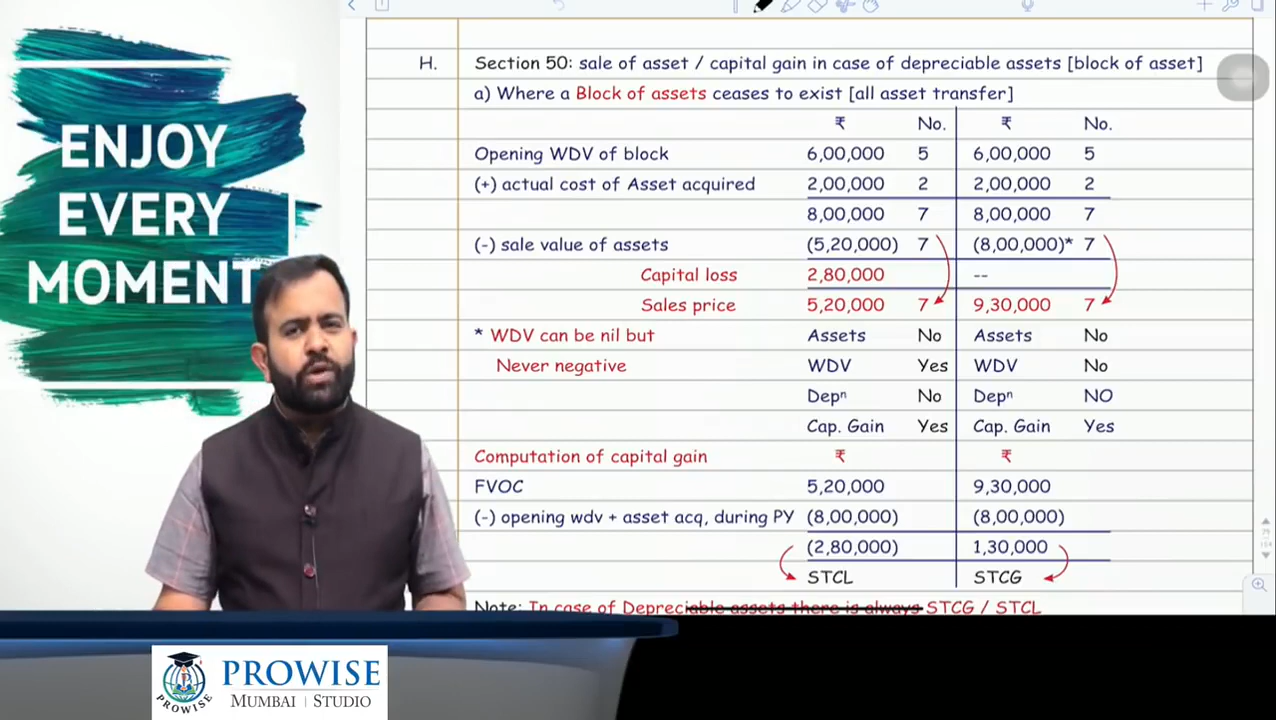 ENJOY
EVERY
MOMENT
H. Section 50: sale of asset / capital gain in case of depreciable assets [block of asset]
a) Where a Block of assets ceases to exist [all asset transfer]
₹ No. ₹ No.
Opening WDV of block 6,00,000 5 6,00,000 5
(+) actual cost of Asset acquired 2,00,000 2 2,00,000 2
8,00,000 7 8,00,000 7
(-) sale value of assets (5,20,000) 7 (8,00,000)* 7
Capital loss 2,80,000 --
Sales price 5,20,000 7 9,30,000 7
* WDV can be nil but Assets No Assets No
Never negative WDV Yes WDV No
Depⁿ No Depⁿ NO
Cap. Gain Yes Cap. Gain Yes
Computation of capital gain ₹ ₹
FVOC 5,20,000 9,30,000
(-) opening wdv + asset acq, during PY (8,00,000) (8,00,000)
(2,80,000) 1,30,000
STCL STCG
Note: In case of Depreciable assets there is always STCG / STCL
PROWISE
PROWISE
MUMBAI | STUDIO